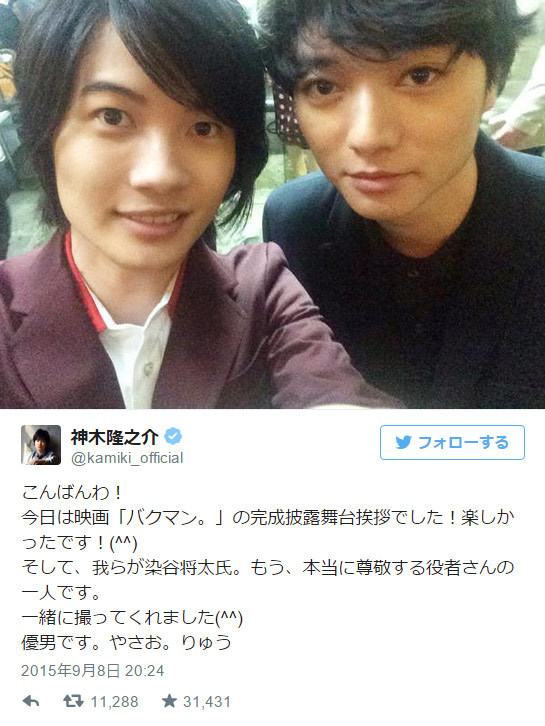 神木隆之介
フォローする
@kamiki_official
こんばんわ！
今日は映画「バクマン。」の完成披露舞台挨拶でした！楽しか
ったです！(^^)
そして、我らが染谷将太氏。もう、本当に尊敬する役者さんの
一人です。
一緒に撮ってくれました(^^)
優男です。やさお。りゅう
2015年9月8日 20:24
11,288 31,431